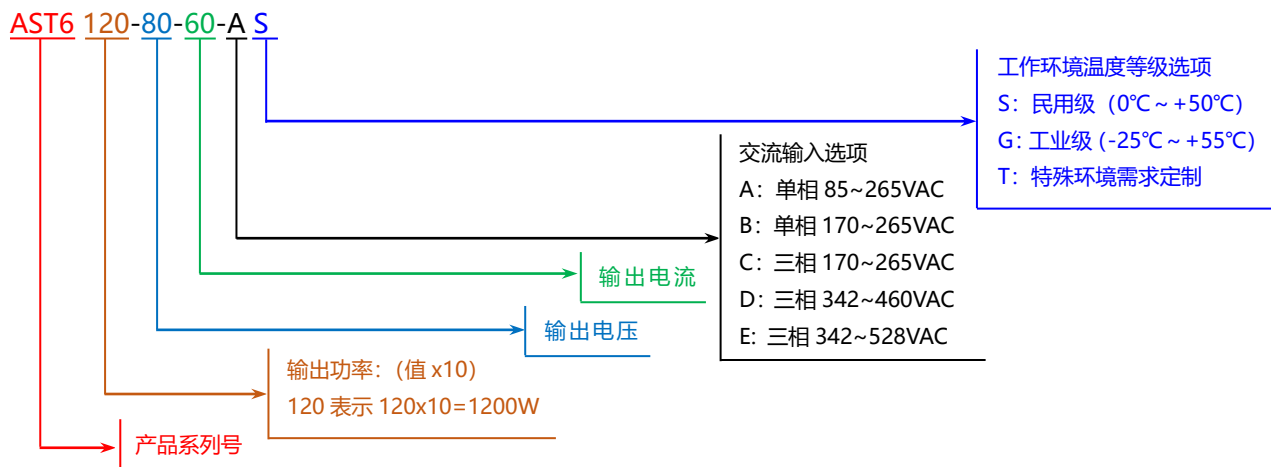 AST6 120-80-60-A S
工作环境温度等级选项
S：民用级（0℃~+50℃）
G：工业级 (-25℃~+55℃)
T：特殊环境需求定制
交流输入选项
A：单相 85~265VAC
B：单相 170~265VAC
C：三相 170~265VAC
D：三相 342~460VAC
E: 三相 342~528VAC
输出电流
输出电压
输出功率：(值 x10)
120 表示 120x10=1200W
产品系列号